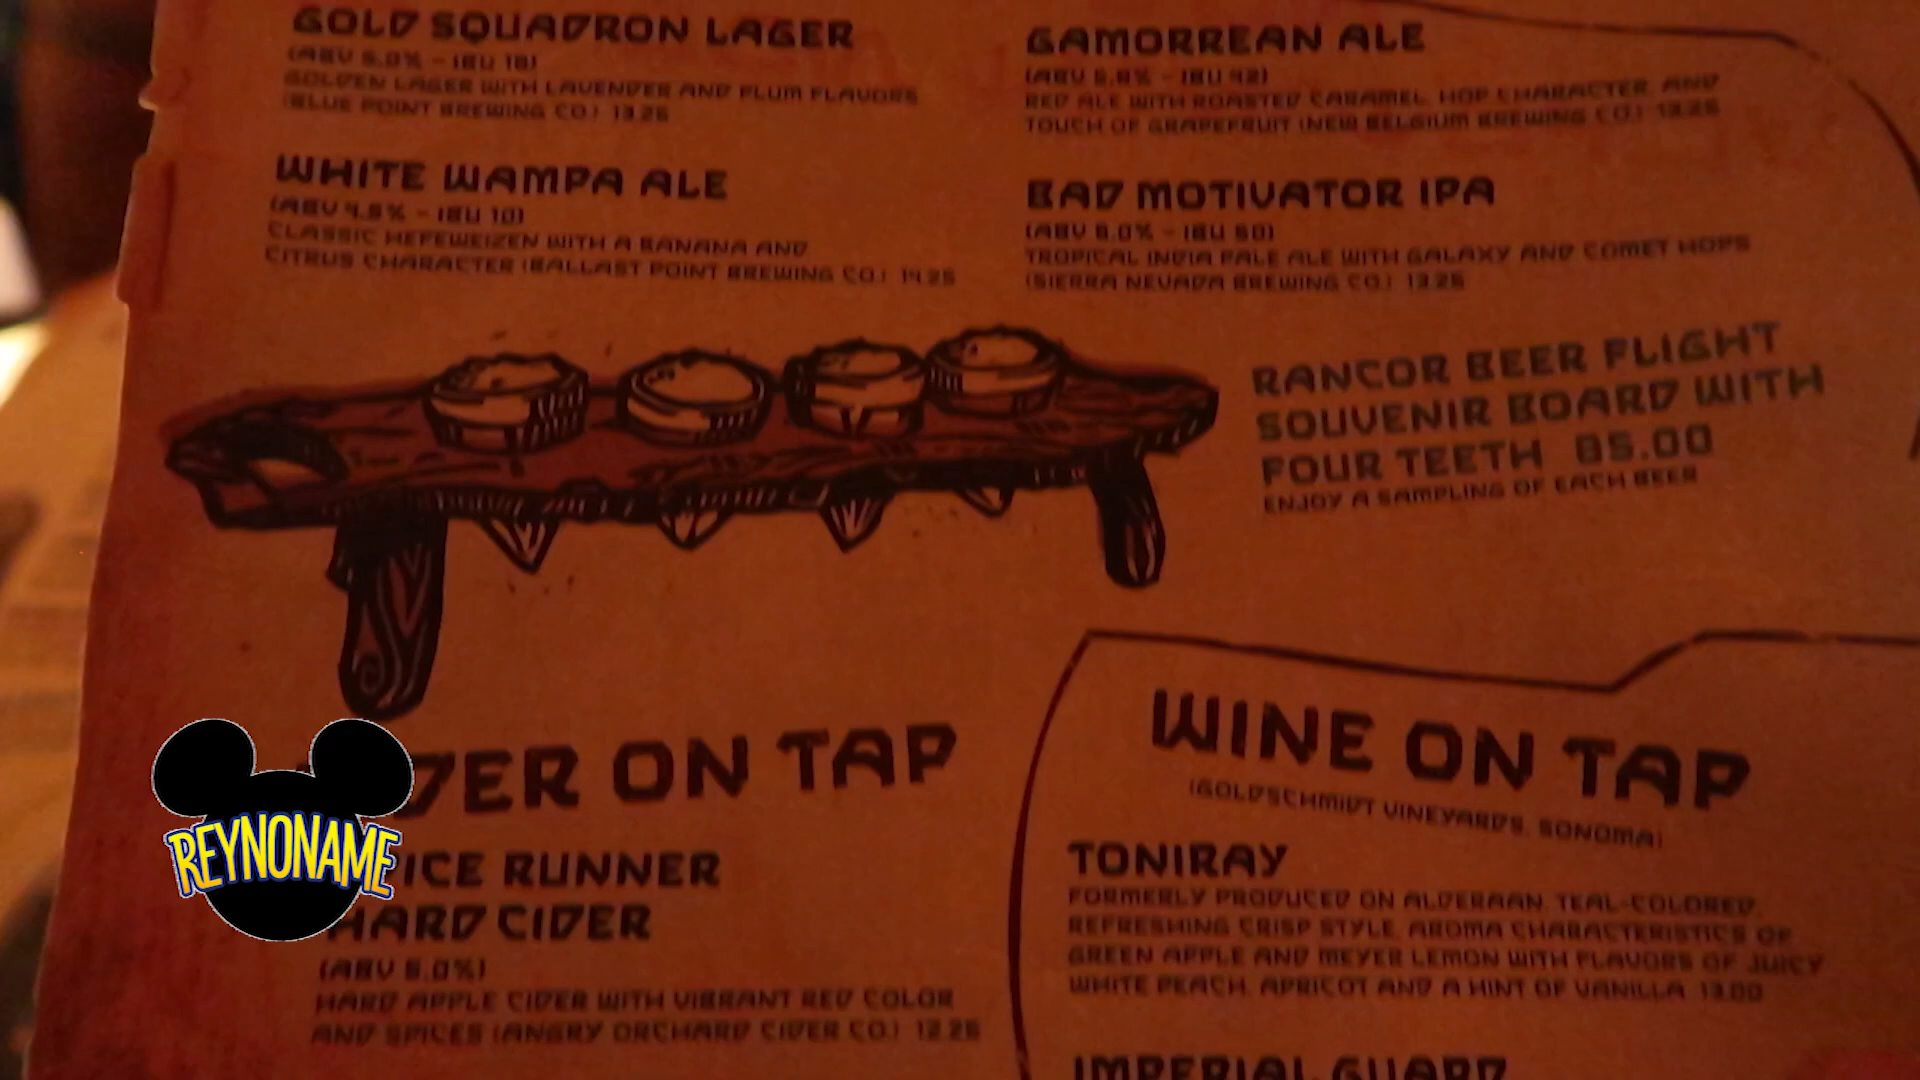 GOLD SQUADRON LAGER
(ABV 5.0% - IBU 18)
GOLDEN LAGER WITH LAVENDER AND PLUM FLAVORS
(BLUE POINT BREWING CO.) 13.25
WHITE WAMPA ALE
(ABV 4.5% - IBU 10)
CLASSIC HEFEWEIZEN WITH A BANANA AND
CITRUS CHARACTER (BALLAST POINT BREWING CO.) 14.25
GAMORREAN ALE
RED ALE WITH ROASTED CARAMEL, HOP CHARACTER, AND
TOUCH OF GRAPEFRUIT (NEW BELGIUM BREWING CO.) 13.25
BAD MOTIVATOR IPA
TROPICAL INDIA PALE ALE WITH GALAXY AND COMET HOPS
(SIERRA NEVADA BREWING CO.) 13.25
RANCOR BEER FLIGHT
SOUVENIR BOARD WITH
FOUR TEETH 85.00
ENJOY A SAMPLING OF EACH BEER
DER ON TAP
ICE RUNNER
HARD CIDER
HARD APPLE CIDER WITH VIBRANT RED COLOR
AND SPICES (ANGRY ORCHARD CIDER CO.) 12.25
REYNONAME
WINE ON TAP
(GOLDSCHMIDT VINEYARDS, SONOMA)
TONIRAY
FORMERLY PRODUCED ON ALDERAAN, TEAL-COLORED,
REFRESHING CRISP STYLE, AROMA CHARACTERISTICS OF
GREEN APPLE AND MEYER LEMON WITH FLAVORS OF JUICY
WHITE PEACH, APRICOT AND A HINT OF VANILLA 13.00
IMPERIAL GUARD